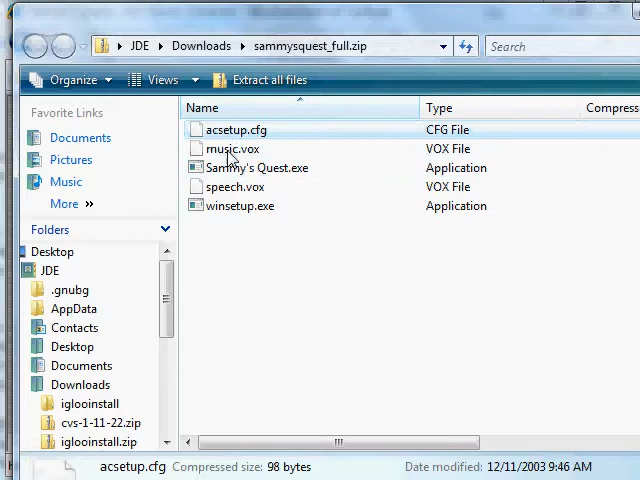 JDE Downloads sammysquest_full.zip Search
Organize Views Extract all files
Favorite Links
Documents
Pictures
Music
More »
Folders
Desktop
JDE
.gnubg
AppData
Contacts
Desktop
Documents
Downloads
iglooinstall
cvs-1-11-22.zip
iglooinstall.zip
Name Type Compresse
acsetup.cfg CFG File
music.vox VOX File
Sammy's Quest.exe Application
speech.vox VOX File
winsetup.exe Application
acsetup.cfg Compressed size: 98 bytes Date modified: 12/11/2003 9:46 AM